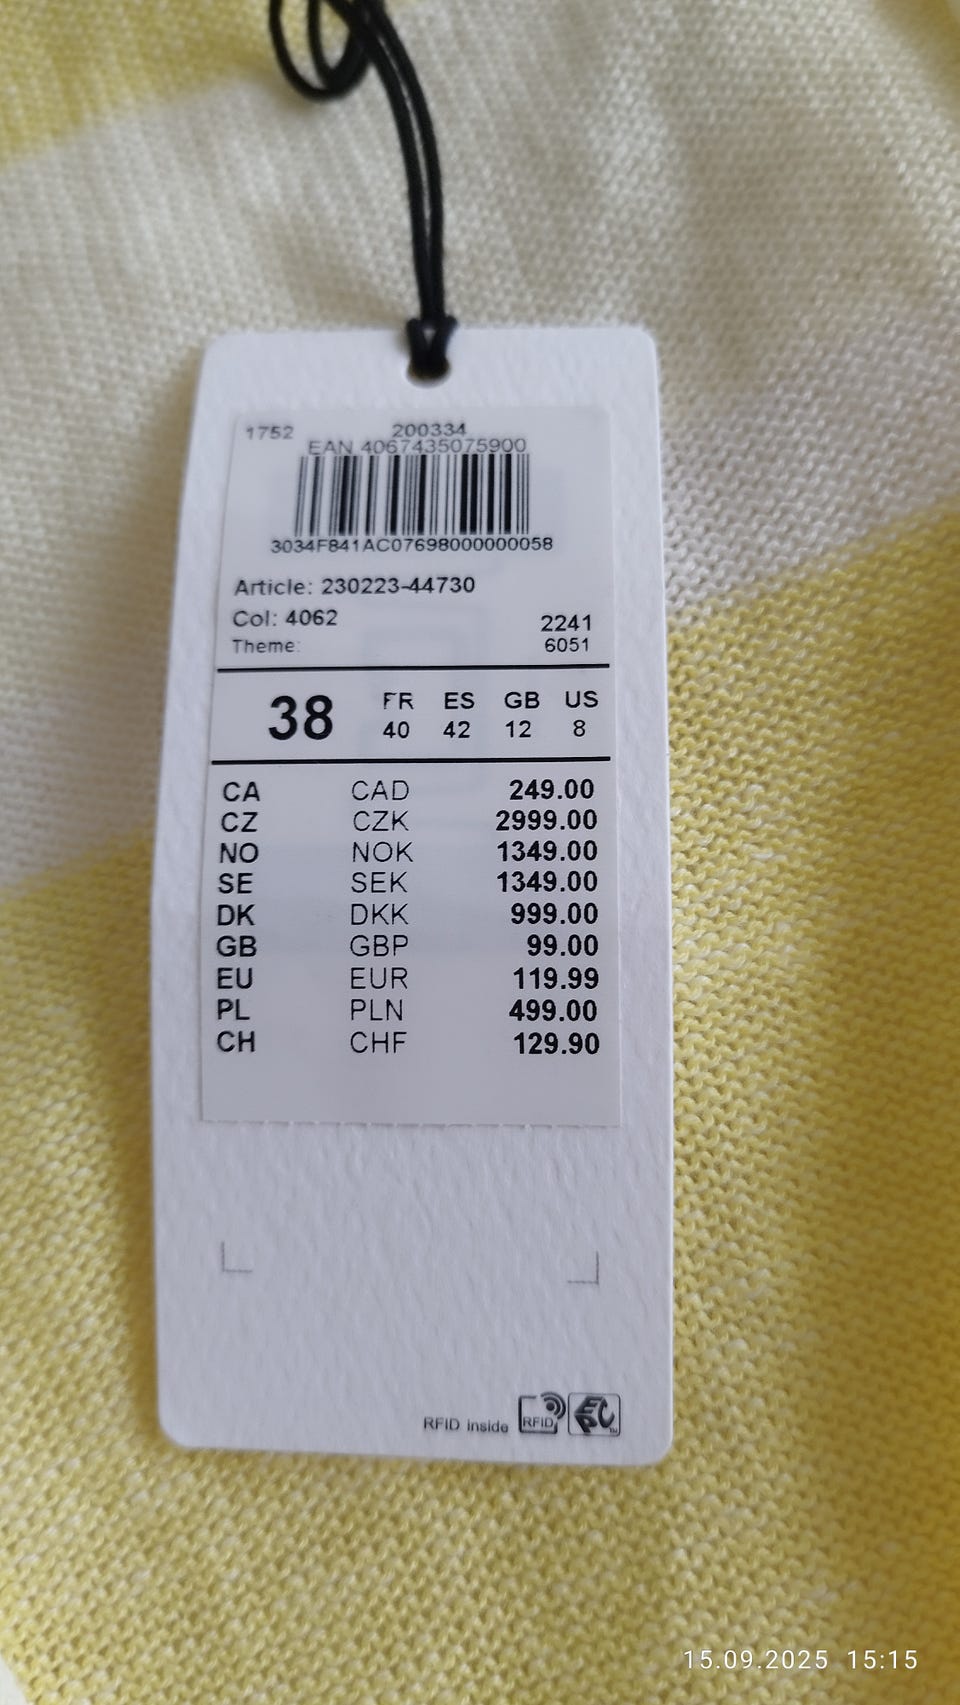 1752 200334
EAN 4067435075900
3034F841AC07698000000058
Article: 230223-44730
Col: 4062 2241
Theme: 6051
38 FR ES GB US
40 42 12 8
CA CAD 249.00
CZ CZK 2999.00
NO NOK 1349.00
SE SEK 1349.00
DK DKK 999.00
GB GBP 99.00
EU EUR 119.99
PL PLN 499.00
CH CHF 129.90
RFID inside RFID EPC TM
15.09.2025 15:15